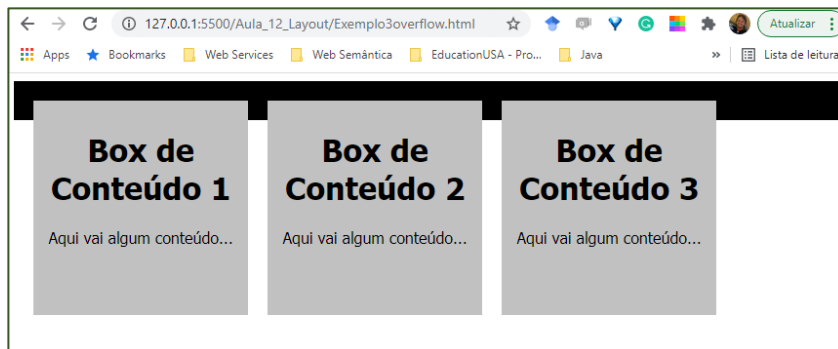 127.0.0.1:5500/Aula_12_Layout/Exemplo3overflow.html
Atualizar
Apps
Bookmarks
Web Services
Web Semântica
EducationUSA - Pro...
Java
»
Lista de leitura
Box de
Conteúdo 1
Aqui vai algum conteúdo...
Box de
Conteúdo 2
Aqui vai algum conteúdo...
Box de
Conteúdo 3
Aqui vai algum conteúdo...